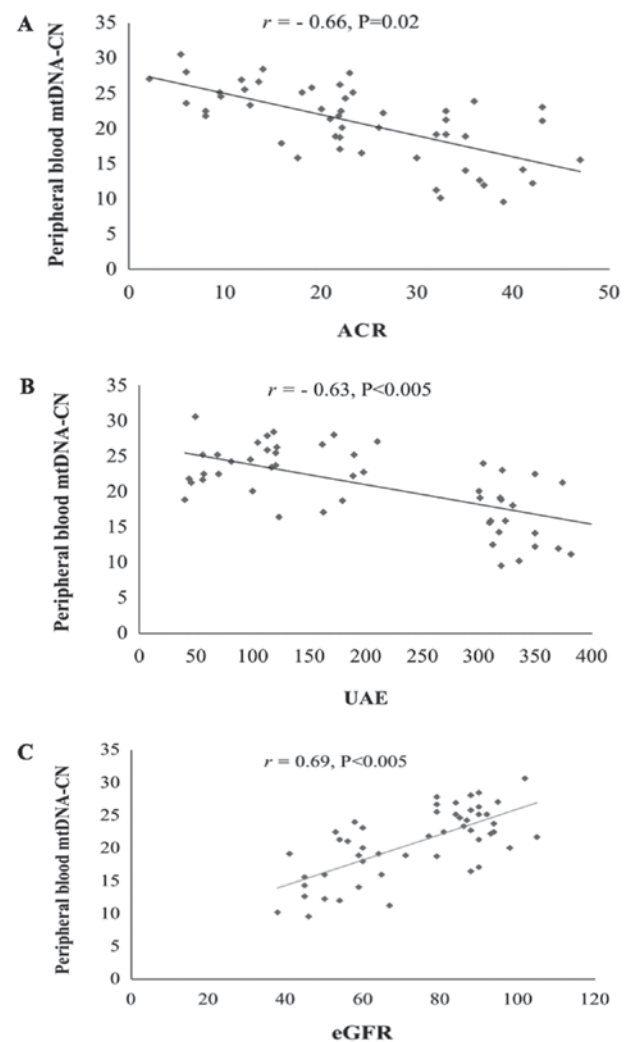 A
r = - 0.66, P=0.02
Peripheral blood mtDNA-CN
35
30
25
20
15
10
5
0
0 10 20 30 40 50
ACR
B
r = - 0.63, P<0.005
Peripheral blood mtDNA-CN
35
30
25
20
15
10
5
0
0 50 100 150 200 250 300 350 400
UAE
C
r = 0.69, P<0.005
Peripheral blood mtDNA-CN
35
30
25
20
15
10
5
0
0 20 40 60 80 100 120
eGFR